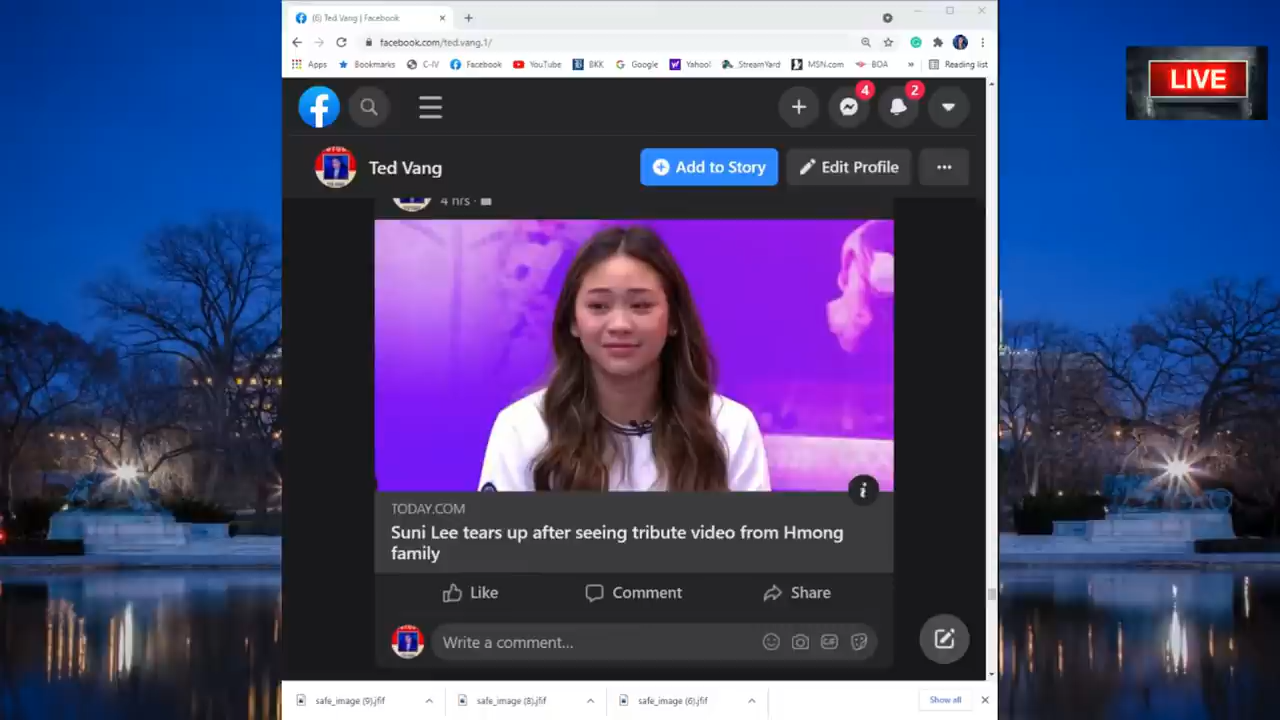 (6) Ted Vang | Facebook
facebook.com/ted.vang.1/
Apps Bookmarks C-IV Facebook YouTube BKK Google Yahoo! StreamYard MSN.com BOA » Reading list
LIVE
4 2
Ted Vang Add to Story Edit Profile
4 hrs
TODAY.COM
Suni Lee tears up after seeing tribute video from Hmong
family
Like Comment Share
Write a comment...
GIF
safe_image (9).jfif safe_image (8).jfif safe_image (6).jfif Show all